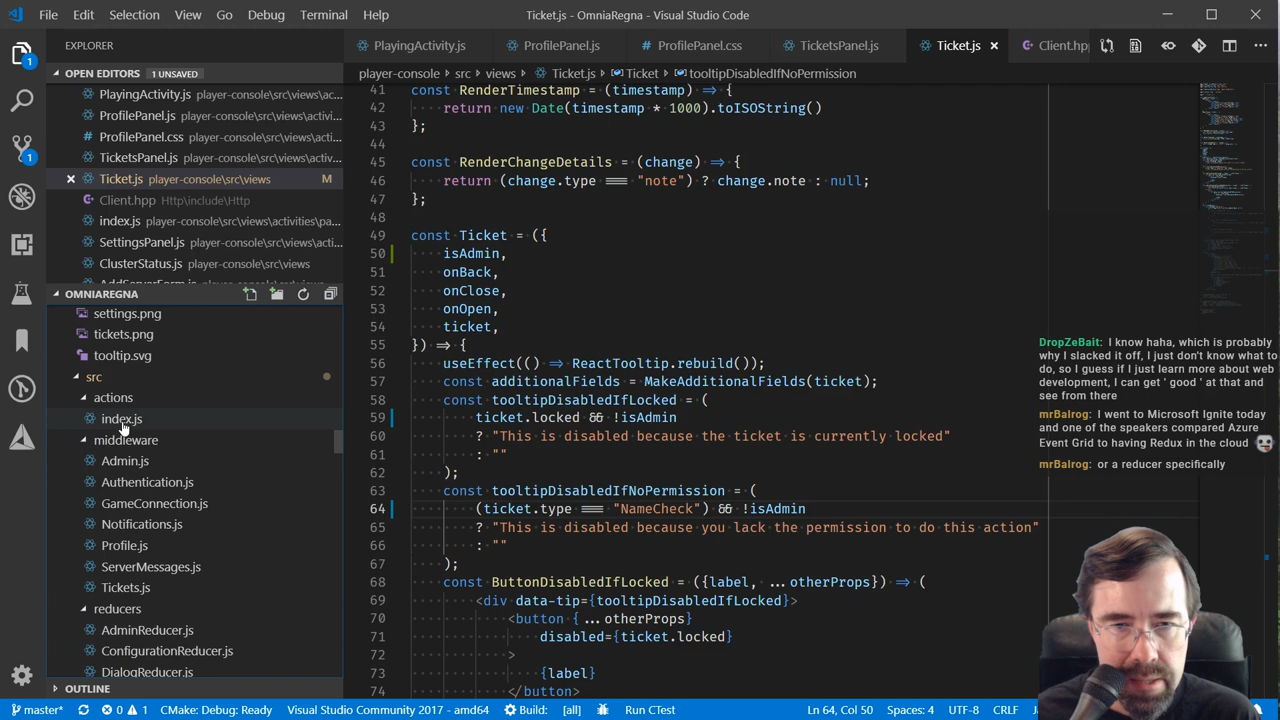 File Edit Selection View Go Debug Terminal Help
Ticket.js - OmniaRegna - Visual Studio Code
EXPLORER
PlayingActivity.js ProfilePanel.js ProfilePanel.css TicketsPanel.js Ticket.js Client.hpp
OPEN EDITORS 1 UNSAVED
PlayingActivity.js player-console\src\views\ac...
ProfilePanel.js player-console\src\views\activi...
ProfilePanel.css player-console\src\views\acti...
TicketsPanel.js player-console\src\views\activ...
Ticket.js player-console\src\views M
Client.hpp Http\include\Http
index.js player-console\src\views\activities\pa...
SettingsPanel.js player-console\src\views\acti...
ClusterStatus.js player-console\src\views
OMNIAREGNA
settings.png
tickets.png
tooltip.svg
src
actions
index.js
middleware
Admin.js
Authentication.js
GameConnection.js
Notifications.js
Profile.js
ServerMessages.js
Tickets.js
reducers
AdminReducer.js
ConfigurationReducer.js
DialogReducer.js
OUTLINE
player-console > src > views > Ticket.js > Ticket > tooltipDisabledIfNoPermission
41 const RenderTimestamp = (timestamp) => {
42 return new Date(timestamp * 1000).toISOString()
43 };
44
45 const RenderChangeDetails = (change) => {
46 return (change.type === "note") ? change.note : null;
47 };
48
49 const Ticket = ({
50 isAdmin,
51 onBack,
52 onClose,
53 onOpen,
54 ticket,
55 }) => {
56 useEffect(() => ReactTooltip.rebuild());
57 const additionalFields = MakeAdditionalFields(ticket);
58 const tooltipDisabledIfLocked = (
59 ticket.locked && !isAdmin
60 ? "This is disabled because the ticket is currently locked"
61 : ""
62 );
63 const tooltipDisabledIfNoPermission = (
64 (ticket.type === "NameCheck") && !isAdmin
65 ? "This is disabled because you lack the permission to do this action"
66 : ""
67 );
68 const ButtonDisabledIfLocked = ({label, ...otherProps}) => (
69 <div data-tip={tooltipDisabledIfLocked}>
70 <button {...otherProps}
71 disabled={ticket.locked}
72 >
73 {label}
74 </button>
DropZeBait: I know haha, which is probably
why I slacked it off, I just don't know what to
do, so I guess if I just learn more about web
development, I can get ' good ' at that and
see from there
mrBalrog: I went to Microsoft Ignite today
and one of the speakers compared Azure
Event Grid to having Redux in the cloud
mrBalrog: or a reducer specifically
master* 0 1 CMake: Debug: Ready Visual Studio Community 2017 - amd64 Build: [all] Run CTest Ln 64, Col 50 Spaces: 4 UTF-8 CRLF